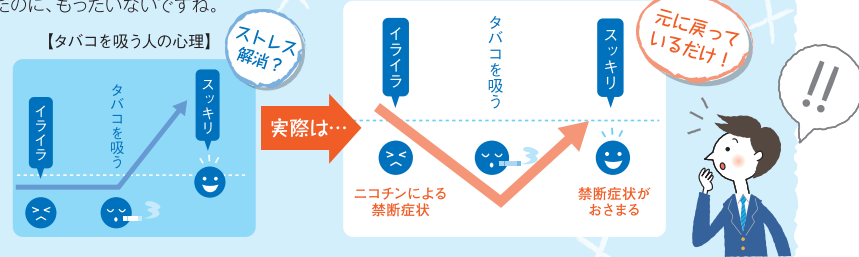 たのに、もったいないですね。
【タバコを吸う人の心理】
ストレス
解消?
イライラ
タバコを吸う
スッキリ
実際は…
イライラ
タバコを吸う
スッキリ
元に戻って
いるだけ!
!!
ニコチンによる
禁断症状
禁断症状が
おさまる